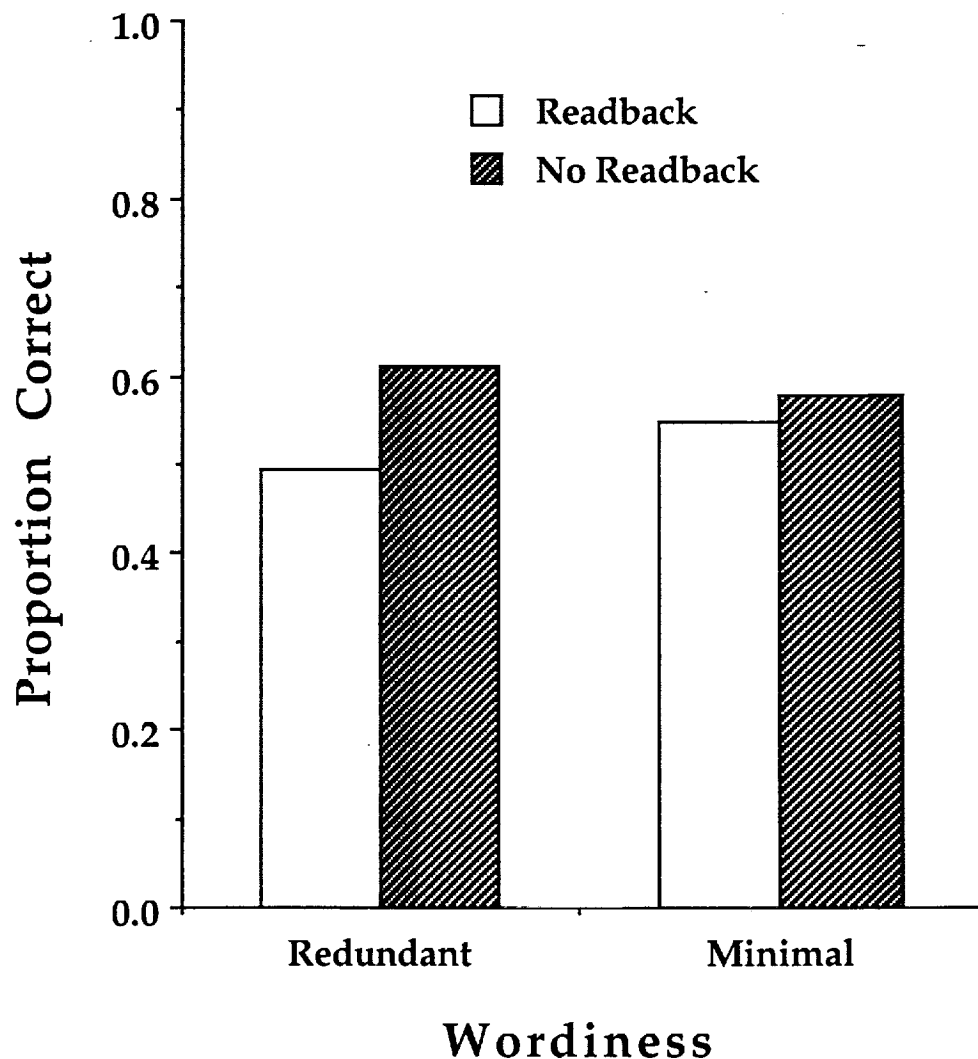 1.0
Readback
No Readback
0.8
0.6
0.4
0.2
0.0
Proportion Correct
Redundant Minimal
Wordiness